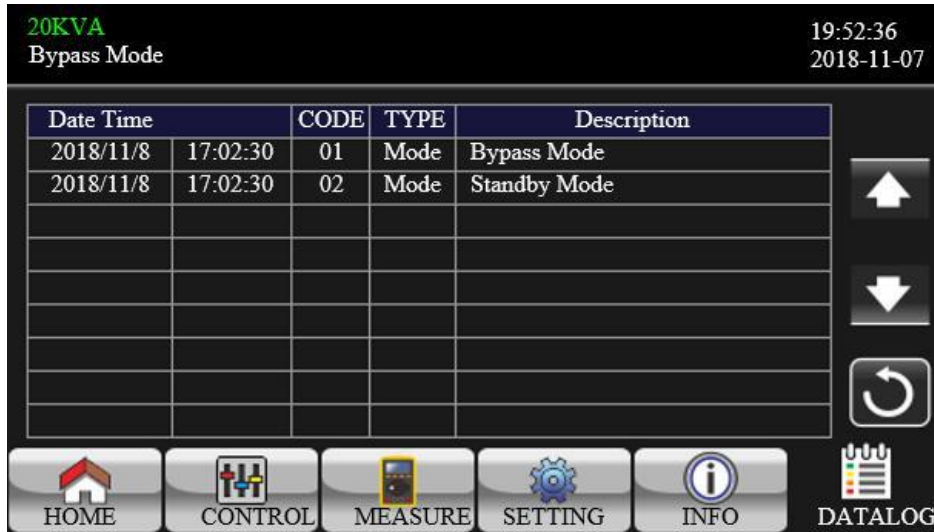 20KVA
Bypass Mode
19:52:36
2018-11-07
Date Time CODE TYPE Description
2018/11/8 17:02:30 01 Mode Bypass Mode
2018/11/8 17:02:30 02 Mode Standby Mode
HOME CONTROL MEASURE SETTING INFO DATALOG